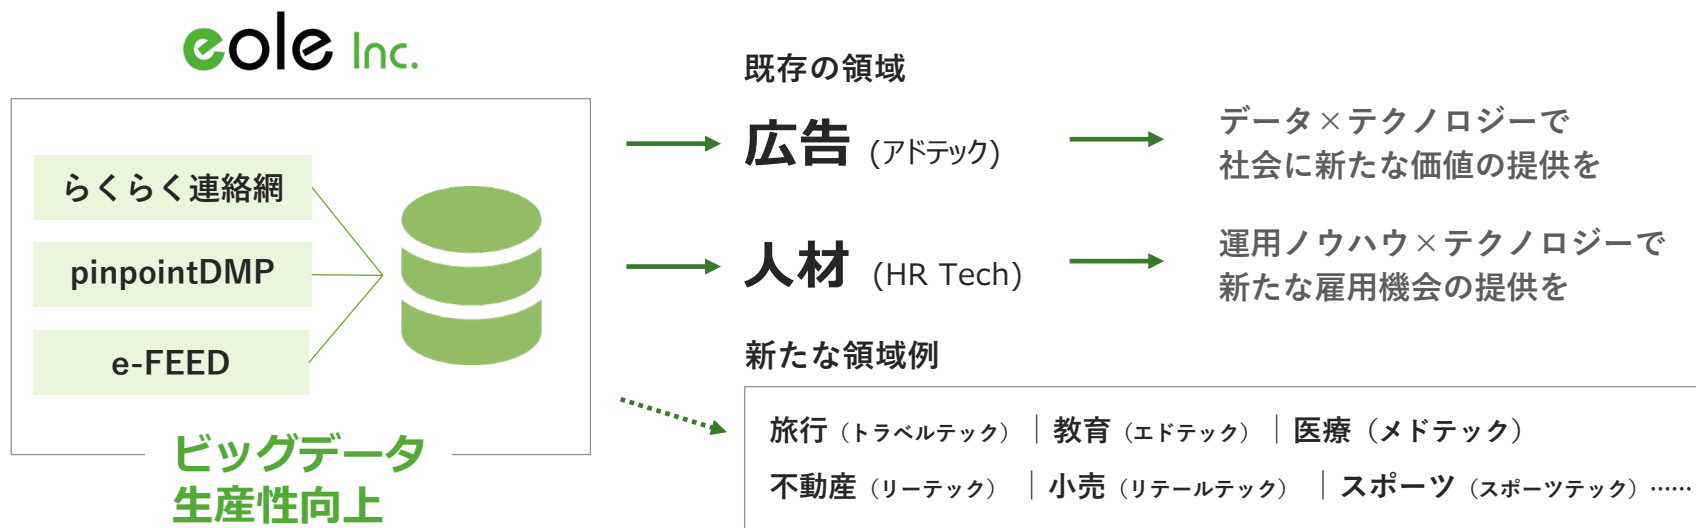 eole Inc.
らくらく連絡網
pinpointDMP
e-FEED
ビッグデータ
生産性向上
既存の領域
広告 (アドテック)
データ×テクノロジーで
社会に新たな価値の提供を
人材 (HR Tech)
運用ノウハウ×テクノロジーで
新たな雇用機会の提供を
新たな領域例
旅行（トラベルテック）｜教育（エドテック）｜医療（メドテック）
不動産（リーテック）｜小売（リテールテック）｜スポーツ（スポーツテック）……